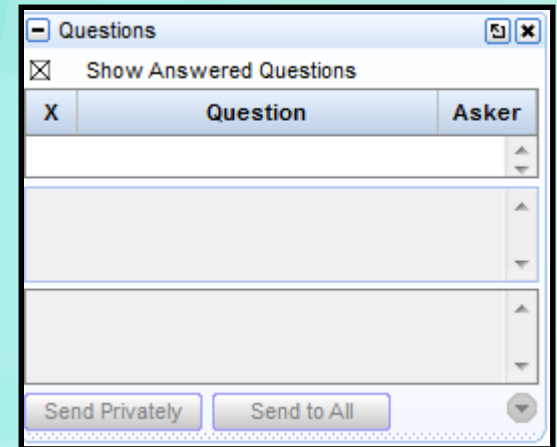 Questions
Show Answered Questions
X Question Asker
Send Privately Send to All